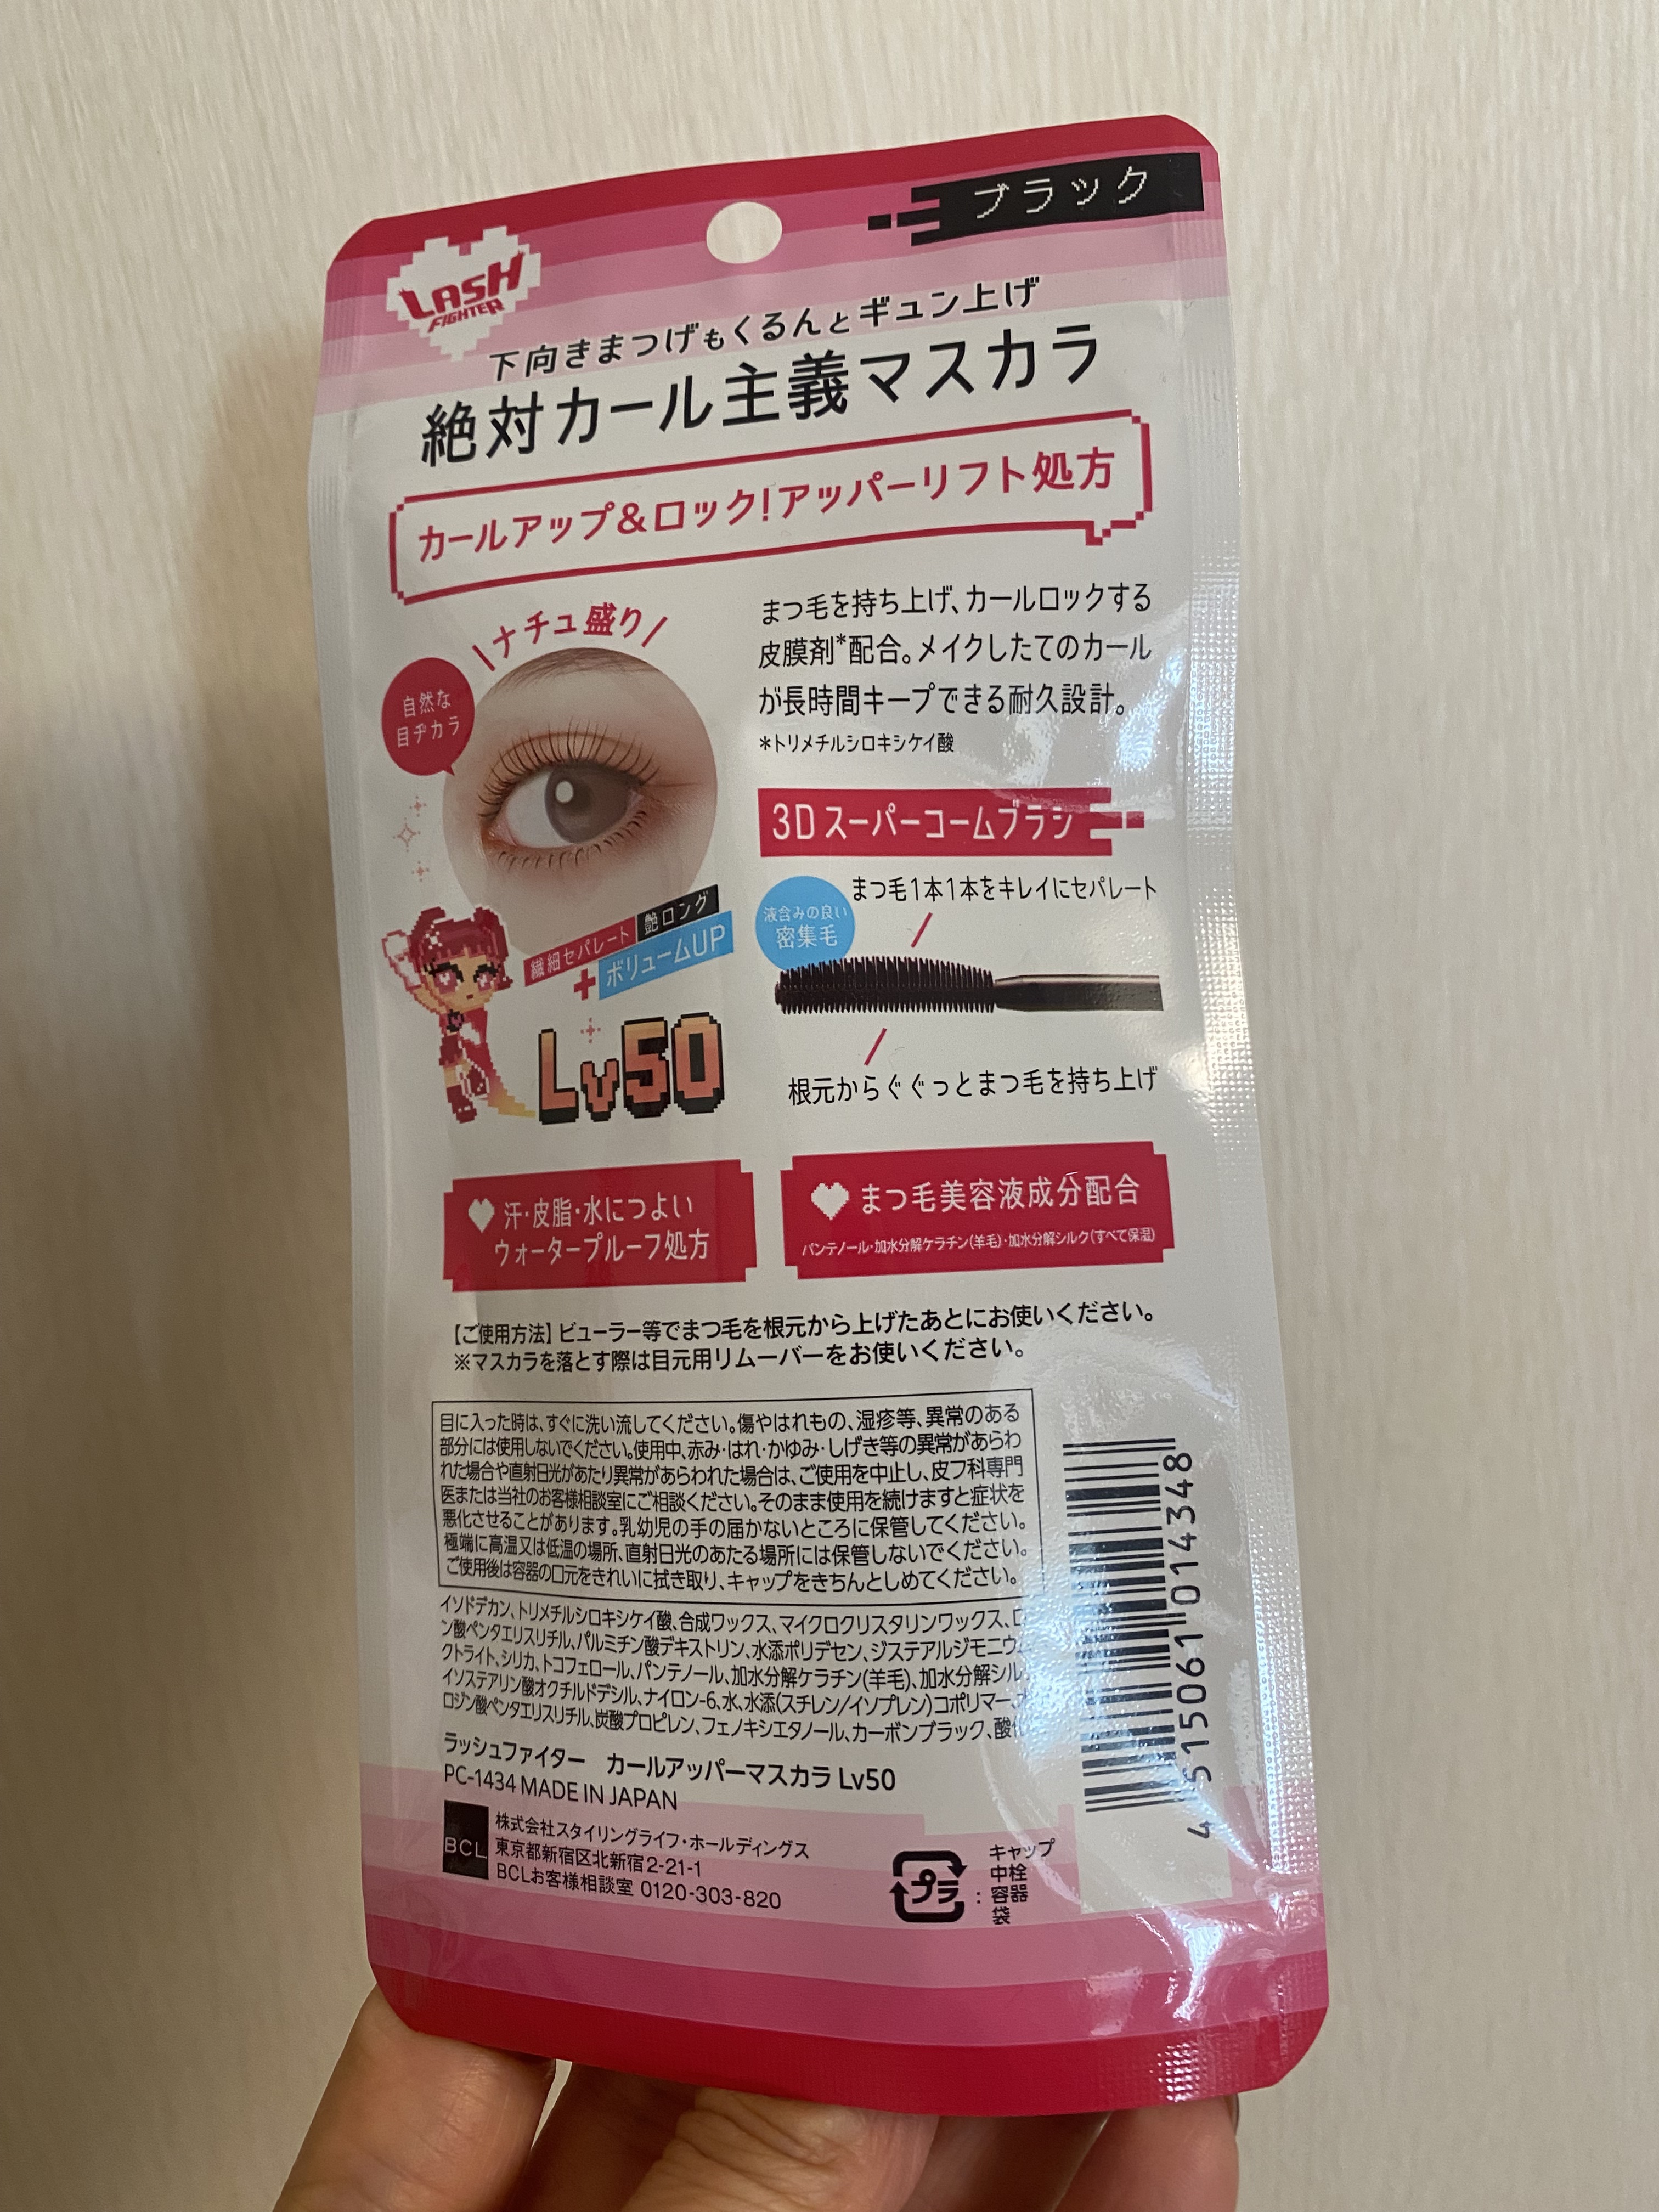 ブラック
LASH
FIGHTER
下向きまつげもくるんとギュン上げ
絶対カール主義マスカラ
カールアップ&ロック!アッパーリフト処方
\ナチュ盛り/
自然な
目ヂカラ
繊細セパレート 艶ロング
+ボリュームUP
Lv50
まつ毛を持ち上げ、カールロックする
皮膜剤*配合。メイクしたてのカール
が長時間キープできる耐久設計。
*トリメチルシロキシケイ酸
3Dスーパーコームブラシ
まつ毛1本1本をキレイにセパレート
液含みの良い
密集毛
根元からぐぐっとまつ毛を持ち上げ
汗・皮脂・水につよい
ウォータープルーフ処方
まつ毛美容液成分配合
パンテノール・加水分解ケラチン(羊毛)・加水分解シルク(すべて保湿)
【ご使用方法】ビューラー等でまつ毛を根元から上げたあとにお使いください。
※マスカラを落とす際は目元用リムーバーをお使いください。
目に入った時は、すぐに洗い流してください。傷やはれもの、湿疹等、異常のある
部分には使用しないでください。使用中、赤み・はれ・かゆみ・しげき等の異常があらわ
れた場合や直射日光があたり異常があらわれた場合は、ご使用を中止し、皮フ科専門
医または当社のお客様相談室にご相談ください。そのまま使用を続けますと症状を
悪化させることがあります。乳幼児の手の届かないところに保管してください。
極端に高温又は低温の場所、直射日光のあたる場所には保管しないでください。
ご使用後は容器の口元をきれいに拭き取り、キャップをきちんとしめてください。
イソドデカン、トリメチルシロキシケイ酸、合成ワックス、マイクロクリスタリンワックス、ロ
ン酸ペンタエリスリチル、パルミチン酸デキストリン、水添ポリデセン、ジステアルジモニウ
クトライト、シリカ、トコフェロール、パンテノール、加水分解ケラチン(羊毛)、加水分解シル
イソステアリン酸オクチルドデシル、ナイロン-6、水、水添(スチレン/イソプレン)コポリマー、
ロジン酸ペンタエリスリチル、炭酸プロピレン、フェノキシエタノール、カーボンブラック、酸化
ラッシュファイター カールアッパーマスカラ Lv50
PC-1434 MADE IN JAPAN
BCL
株式会社スタイリングライフ・ホールディングス
東京都新宿区北新宿2-21-1
BCLお客様相談室 0120-303-820
プラ
:
キャップ
中栓
容器
袋
4 515061 014348